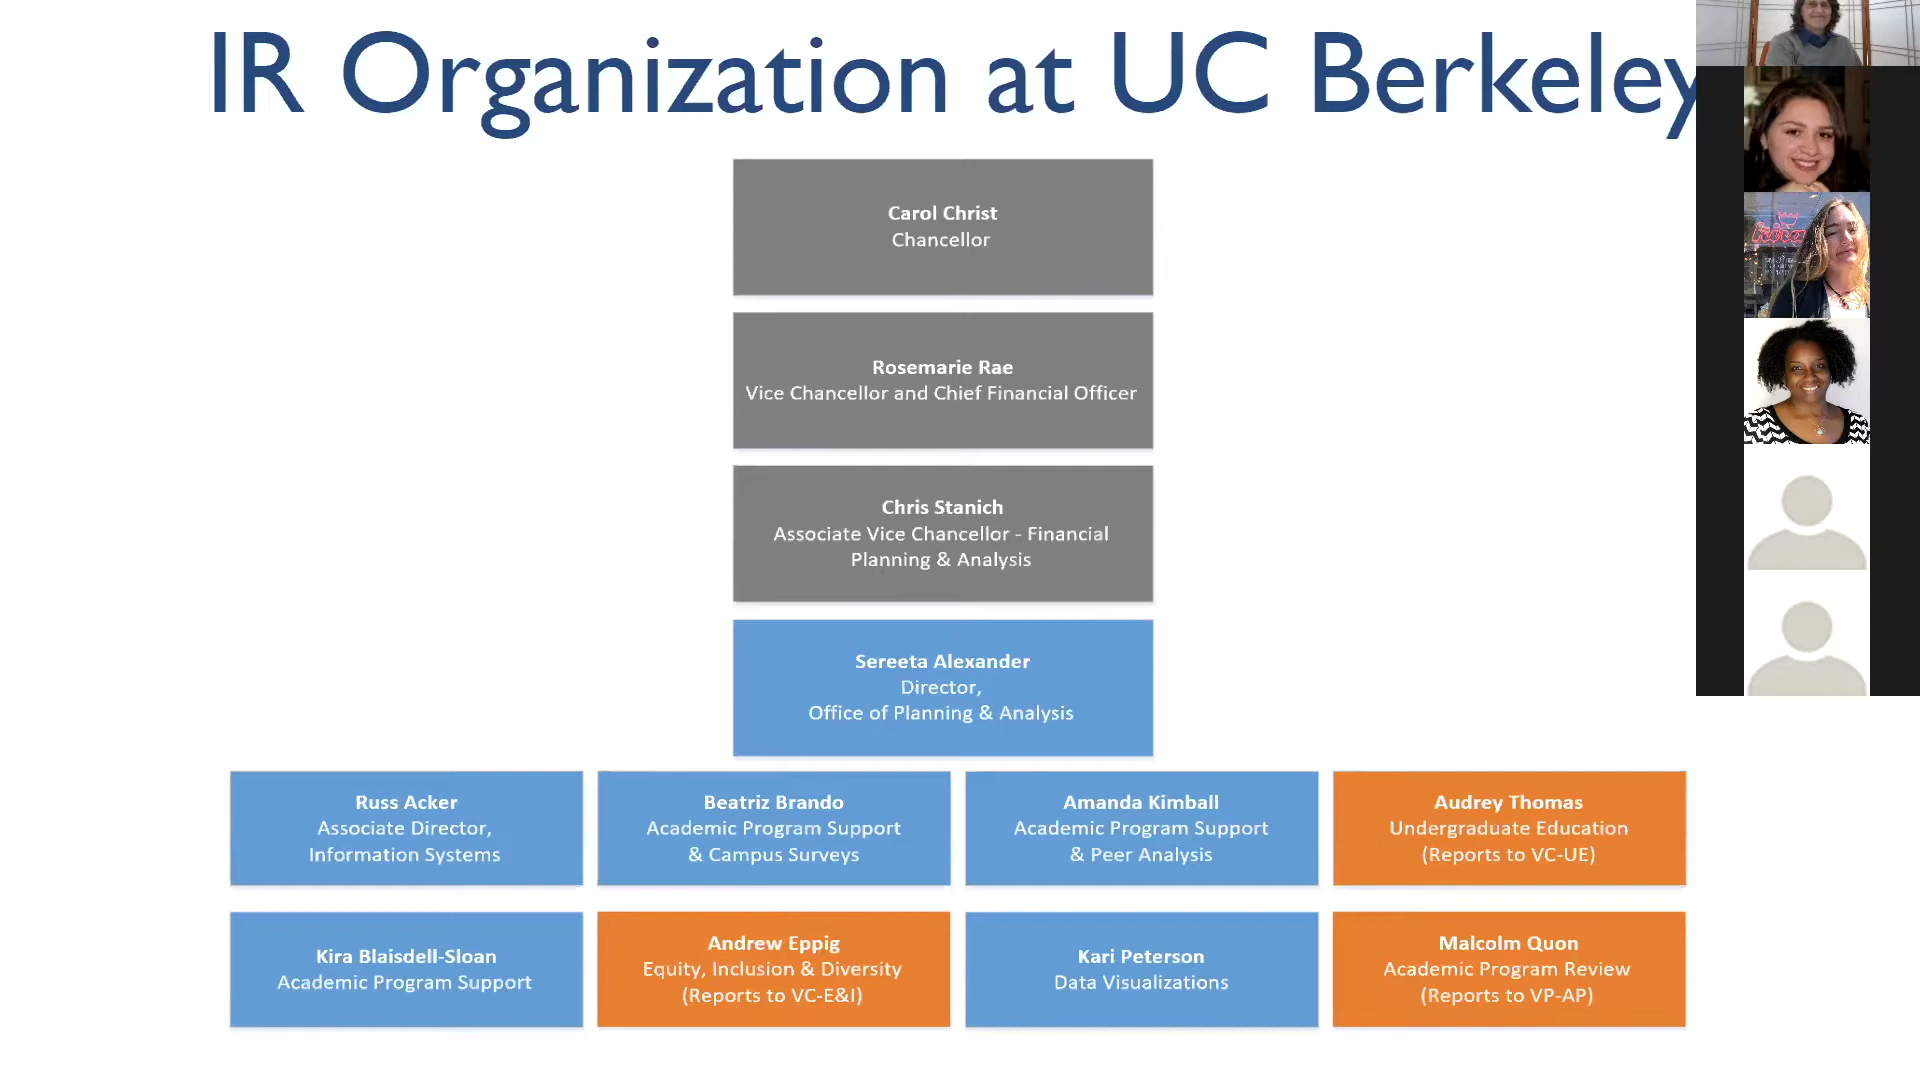 IR Organization at UC Berkeley
Carol Christ
Chancellor
Rosemarie Rae
Vice Chancellor and Chief Financial Officer
Chris Stanich
Associate Vice Chancellor - Financial
Planning & Analysis
Sereeta Alexander
Director,
Office of Planning & Analysis
Russ Acker
Associate Director,
Information Systems
Beatriz Brando
Academic Program Support
& Campus Surveys
Amanda Kimball
Academic Program Support
& Peer Analysis
Audrey Thomas
Undergraduate Education
(Reports to VC-UE)
Kira Blaisdell-Sloan
Academic Program Support
Andrew Eppig
Equity, Inclusion & Diversity
(Reports to VC-E&I)
Kari Peterson
Data Visualizations
Malcolm Quon
Academic Program Review
(Reports to VP-AP)